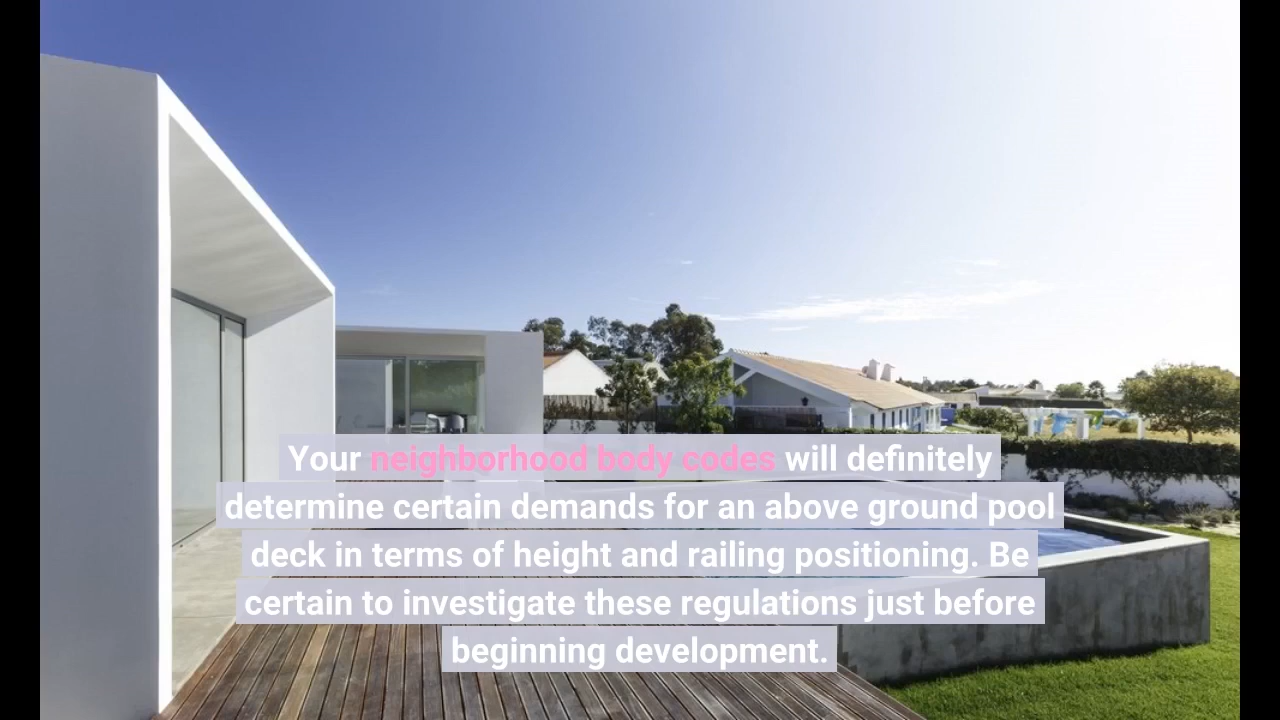 Your neighborhood body codes will definitely
determine certain demands for an above ground pool
deck in terms of height and railing positioning. Be
certain to investigate these regulations just before
beginning development.